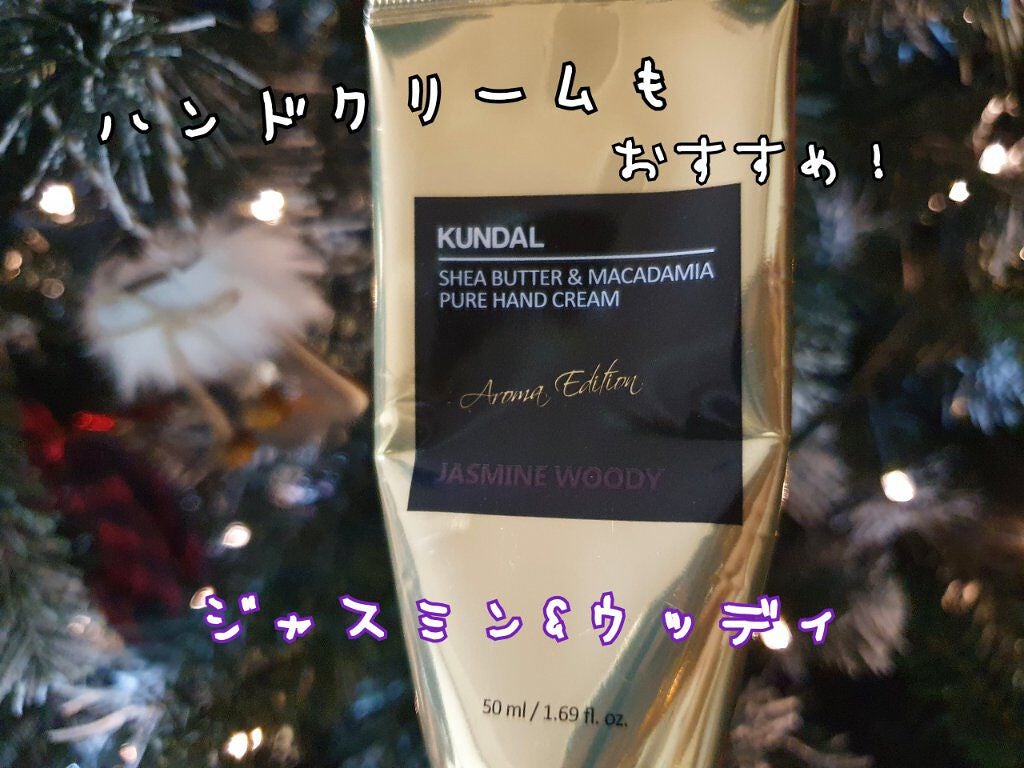 ハンドクリームも
おすすめ！
KUNDAL
SHEA BUTTER & MACADAMIA
PURE HAND CREAM
Aroma Edition
JASMINE WOODY
ジャスミン&ウッディ
50 ml / 1.69 fl. oz.